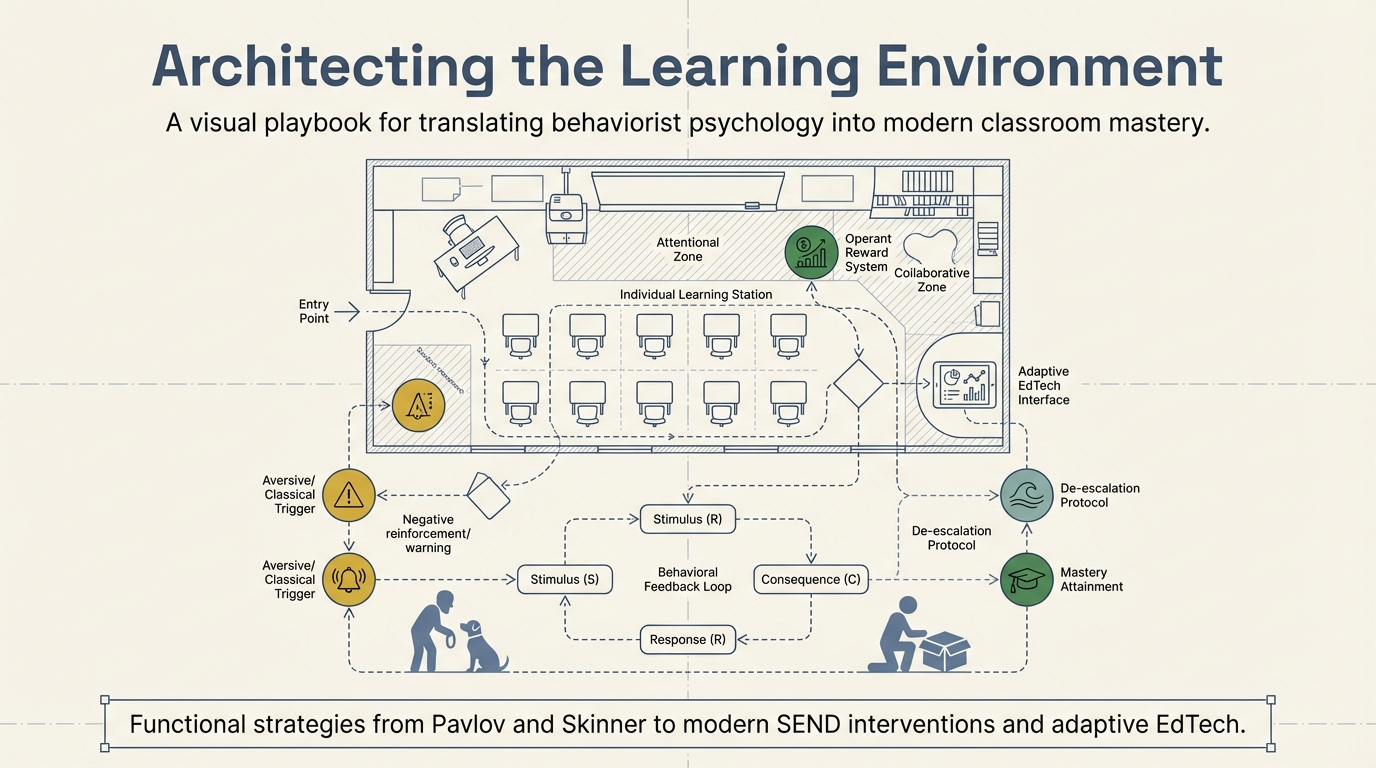 Architecting the Learning Environment
A visual playbook for translating behaviorist psychology into modern classroom mastery.
Attentional
Zone
Operant
Reward
System
Collaborative
Zone
Individual Learning Station
Entry
Point
Adaptive
EdTech
Interface
Aversive/
Classical
Trigger
Negative
reinforcement/
warning
Stimulus (R)
De-escalation
Protocol
De-escalation
Protocol
Aversive/
Classical
Trigger
Stimulus (S)
Behavioral
Feedback Loop
Consequence (C)
Mastery
Attainment
Response (R)
Functional strategies from Pavlov and Skinner to modern SEND interventions and adaptive EdTech.